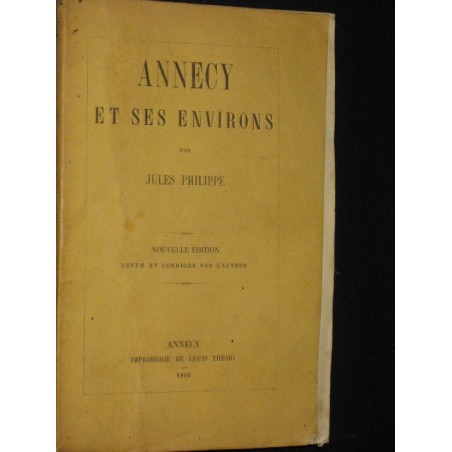 ANNECY
ET SES ENVIRONS
PAR
JULES PHILIPPE
NOUVELLE ÉDITION
REVUE ET CORRIGÉE PAR L'AUTEUR
ANNECY
IMPRIMERIE DE LOUIS THÉSIO